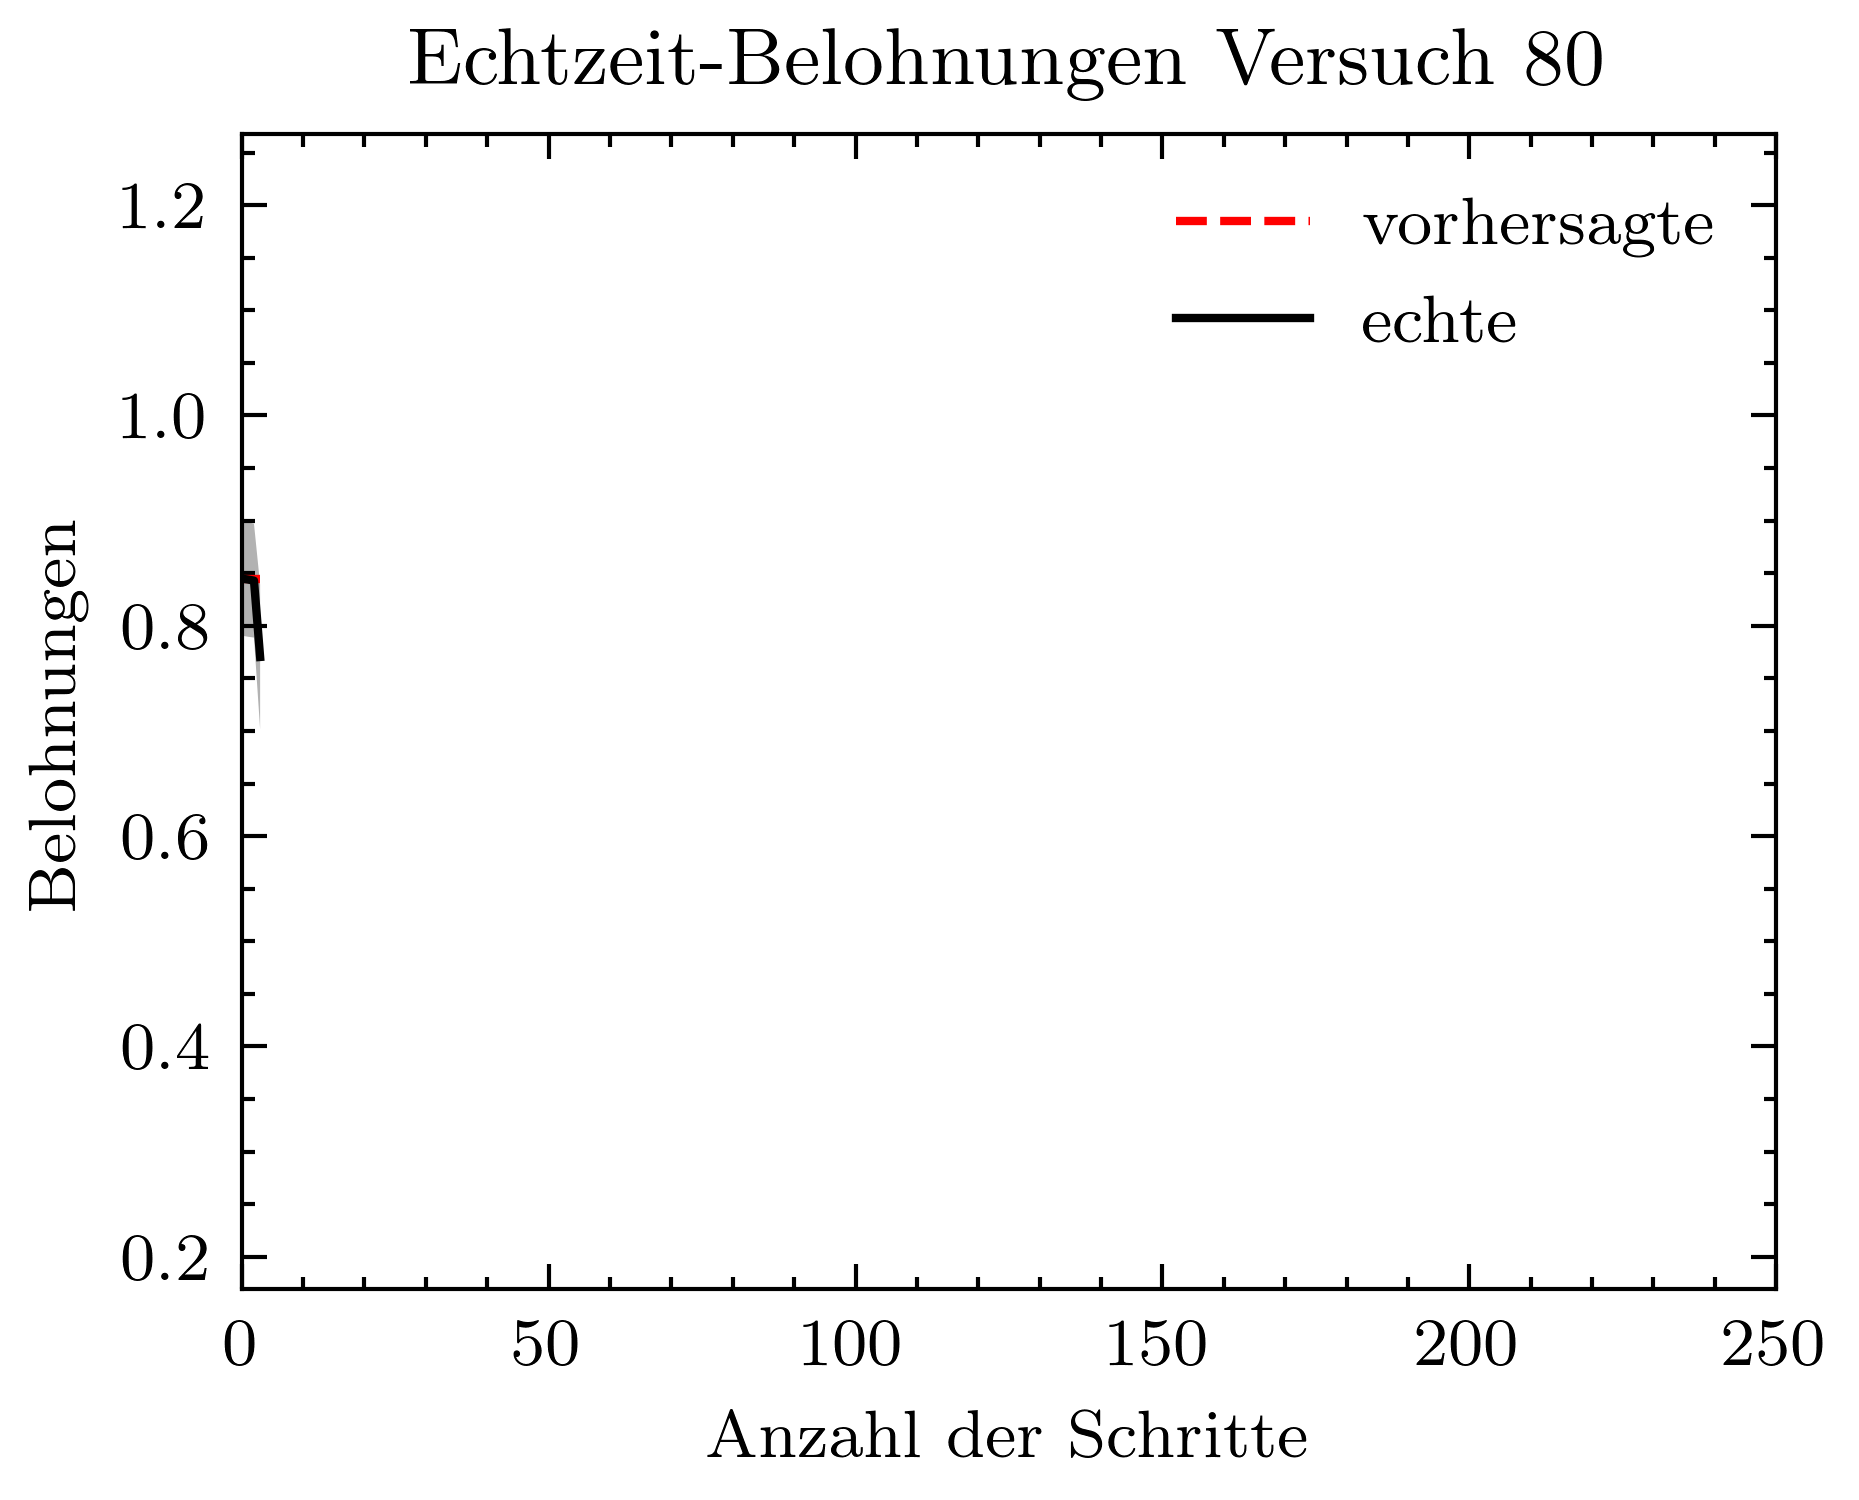 Echtzeit-Belohnungen Versuch 80
vorhersagte
echte
1.2
1.0
0.8
0.6
0.4
0.2
Belohnungen
0 50 100 150 200 250
Anzahl der Schritte